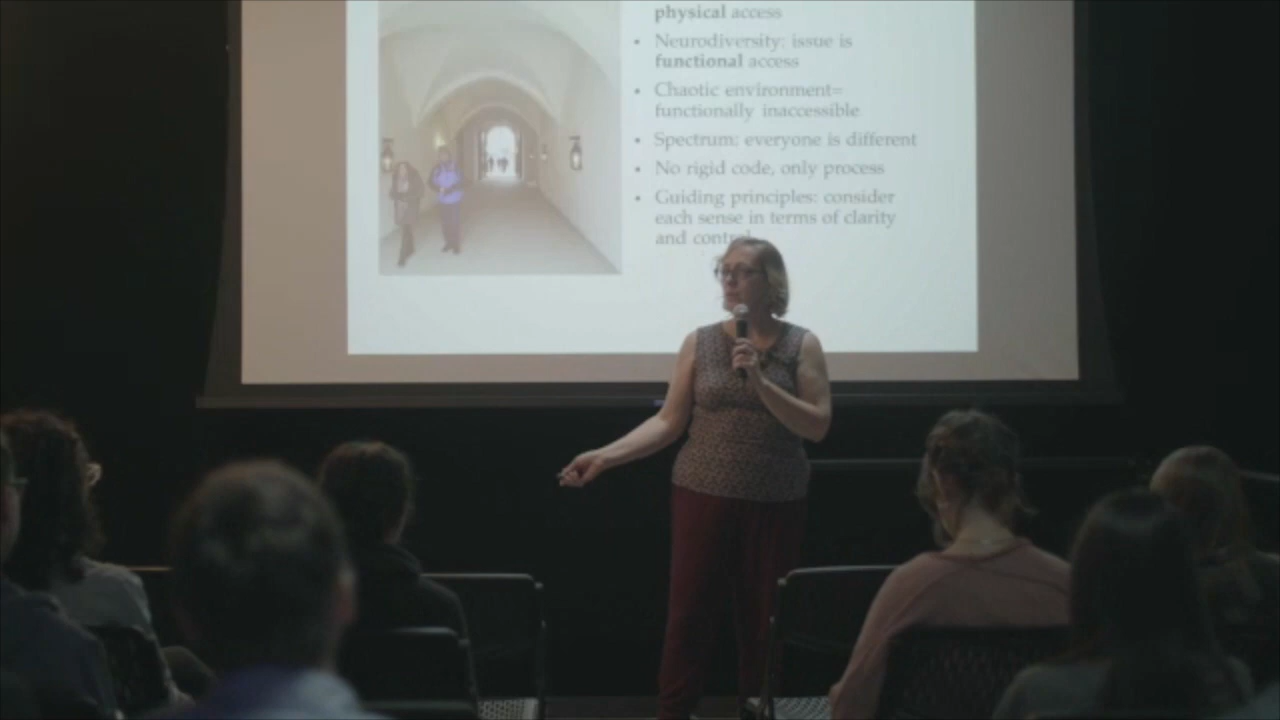 physical access
• Neurodiversity: issue is
functional access
• Chaotic environment=
functionally inaccessible
• Spectrum: everyone is different
• No rigid code, only process
• Guiding principles: consider
each sense in terms of clarity
and control